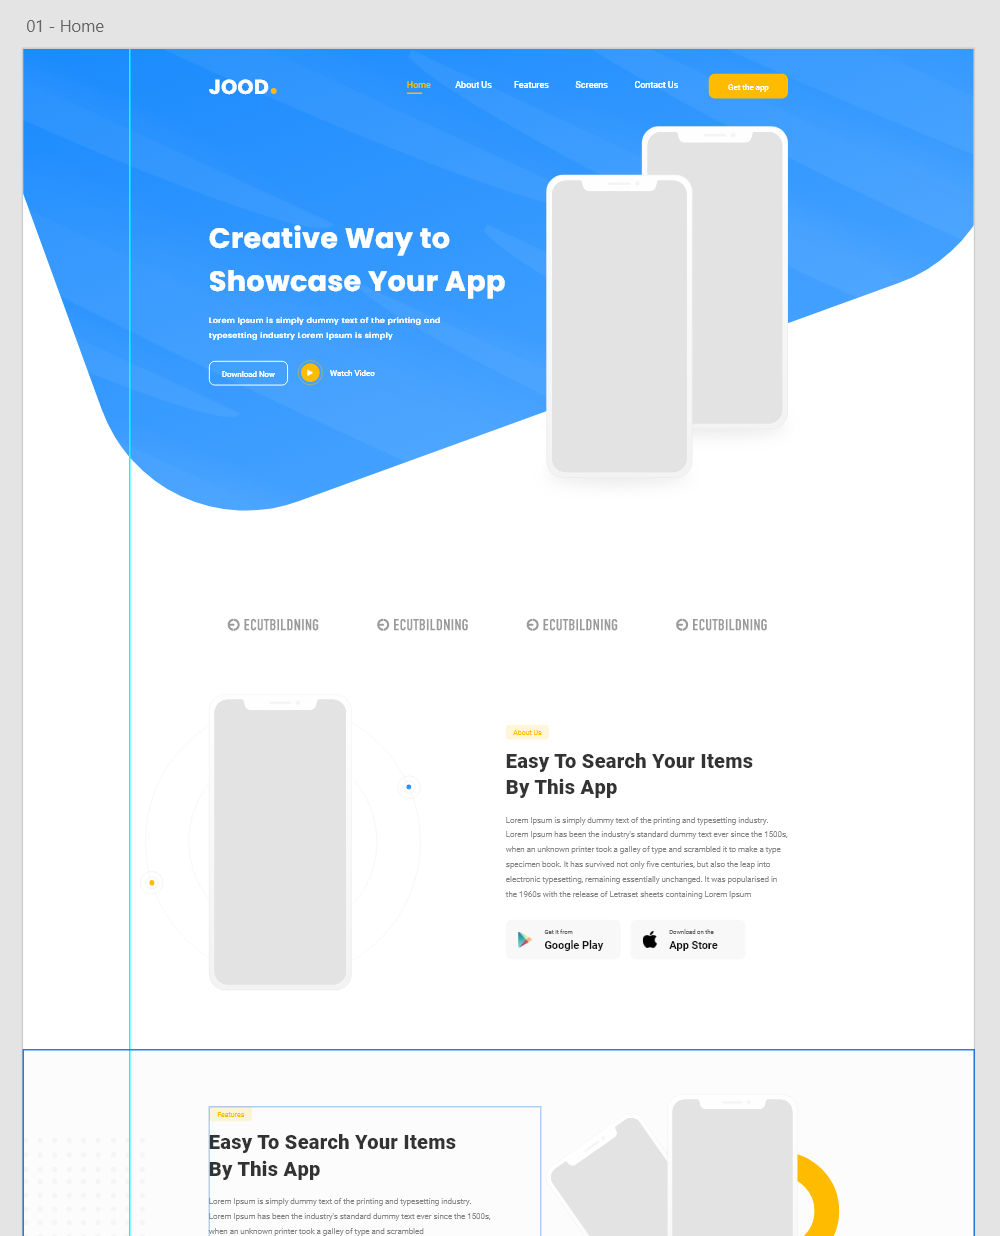 01 - Home
JOOD.
Home About Us Features Screens Contact Us Get the app
Creative Way to
Showcase Your App
Lorem Ipsum is simply dummy text of the printing and
typesetting industry Lorem Ipsum is simply
Download Now Watch Video
ECUTBILDNING ECUTBILDNING ECUTBILDNING ECUTBILDNING
About Us
Easy To Search Your Items
By This App
Lorem Ipsum is simply dummy text of the printing and typesetting industry.
Lorem Ipsum has been the industry's standard dummy text ever since the 1500s,
when an unknown printer took a galley of type and scrambled it to make a type
specimen book. It has survived not only five centuries, but also the leap into
electronic typesetting, remaining essentially unchanged. It was popularised in
the 1960s with the release of Letraset sheets containing Lorem Ipsum
Get it from Download on the
Google Play App Store
Features
Easy To Search Your Items
By This App
Lorem Ipsum is simply dummy text of the printing and typesetting industry.
Lorem Ipsum has been the industry's standard dummy text ever since the 1500s,
when an unknown printer took a galley of type and scrambled